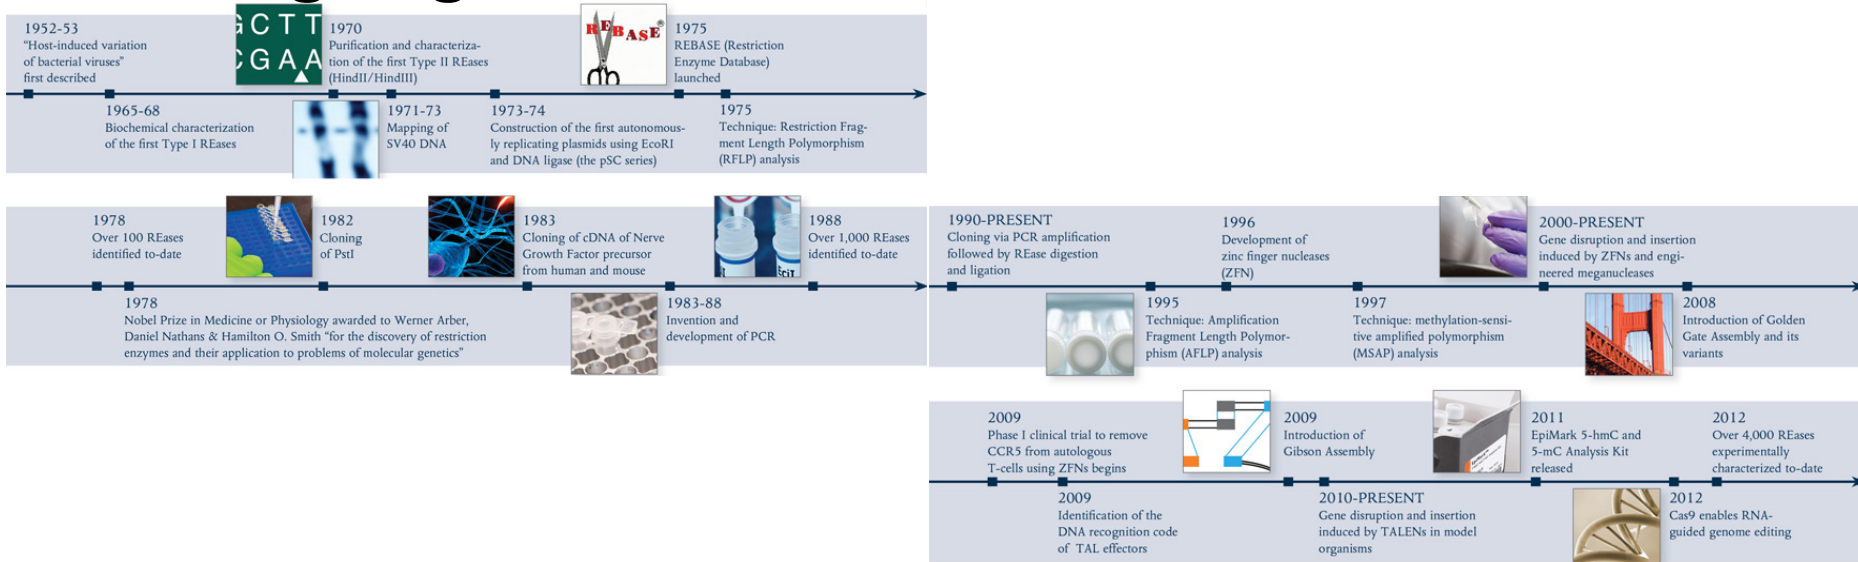 1952-53
"Host-induced variation
of bacterial viruses"
first described
GCTT
CGAA
1970
Purification and characteriza-
tion of the first Type II REases
(HindII/HindIII)
REBASE®
1975
REBASE (Restriction
Enzyme Database)
launched
1965-68
Biochemical characterization
of the first Type I REases
1971-73
Mapping of
SV40 DNA
1973-74
Construction of the first autonomous-
ly replicating plasmids using EcoRI
and DNA ligase (the pSC series)
1975
Technique: Restriction Frag-
ment Length Polymorphism
(RFLP) analysis
1978
Over 100 REases
identified to-date
1982
Cloning
of PstI
1983
Cloning of cDNA of Nerve
Growth Factor precursor
from human and mouse
1988
Over 1,000 REases
identified to-date
1978
Nobel Prize in Medicine or Physiology awarded to Werner Arber,
Daniel Nathans & Hamilton O. Smith "for the discovery of restriction
enzymes and their application to problems of molecular genetics"
1983-88
Invention and
development of PCR
1990-PRESENT
Cloning via PCR amplification
followed by REase digestion
and ligation
1996
Development of
zinc finger nucleases
(ZFN)
2000-PRESENT
Gene disruption and insertion
induced by ZFNs and engi-
neered meganucleases
1995
Technique: Amplification
Fragment Length Polymor-
phism (AFLP) analysis
1997
Technique: methylation-sensi-
tive amplified polymorphism
(MSAP) analysis
2008
Introduction of Golden
Gate Assembly and its
variants
2009
Phase I clinical trial to remove
CCR5 from autologous
T-cells using ZFNs begins
2009
Introduction of
Gibson Assembly
2011
EpiMark 5-hmC and
5-mC Analysis Kit
released
2012
Over 4,000 REases
experimentally
characterized to-date
2009
Identification of the
DNA recognition code
of TAL effectors
2010-PRESENT
Gene disruption and insertion
induced by TALENs in model
organisms
2012
Cas9 enables RNA-
guided genome editing